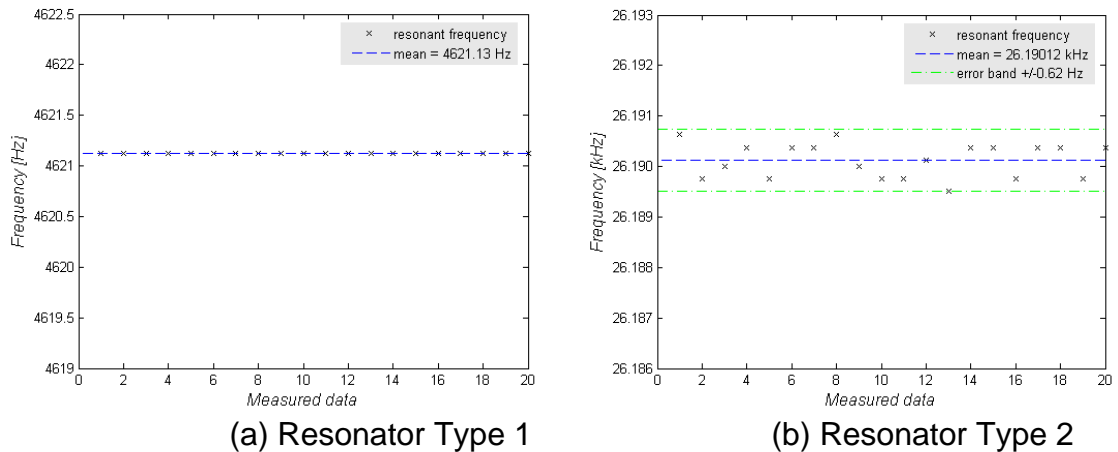 4622.5
4622
4621.5
4621
4620.5
4620
4619.5
4619
Frequency [Hz]
resonant frequency
mean = 4621.13 Hz
0 2 4 6 8 10 12 14 16 18 20
Measured data
(a) Resonator Type 1
26.193
26.192
26.191
26.190
26.189
26.188
26.187
26.186
Frequency [kHz]
resonant frequency
mean = 26.19012 kHz
error band +/-0.62 Hz
0 2 4 6 8 10 12 14 16 18 20
Measured data
(b) Resonator Type 2